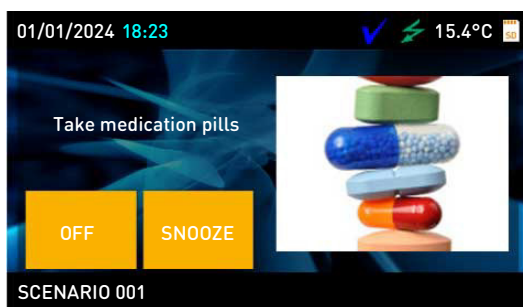 01/01/2024 18:23 15.4°C SD
Take medication pills
OFF SNOOZE
SCENARIO 001